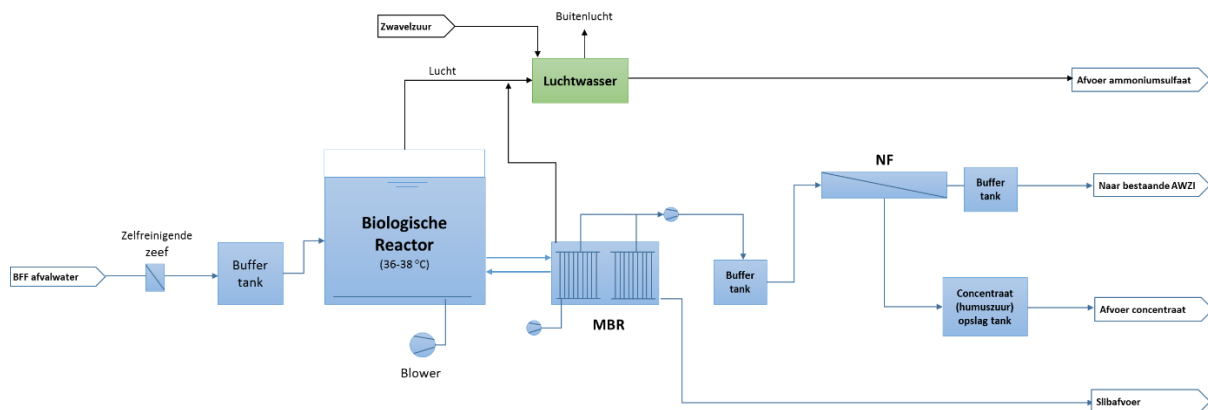 Zwavelzuur
Buitenlucht
Lucht
Luchtwasser
Afvoer ammoniumsulfaat
NF
Buffer
tank
Naar bestaande AWZI
Biologische
Reactor
(36-38 °C)
Zelfreinigende
zeef
BFF afvalwater
Buffer
tank
Buffer
tank
Concentraat
(humuszuur)
opslag tank
Afvoer concentraat
MBR
Blower
Slibafvoer